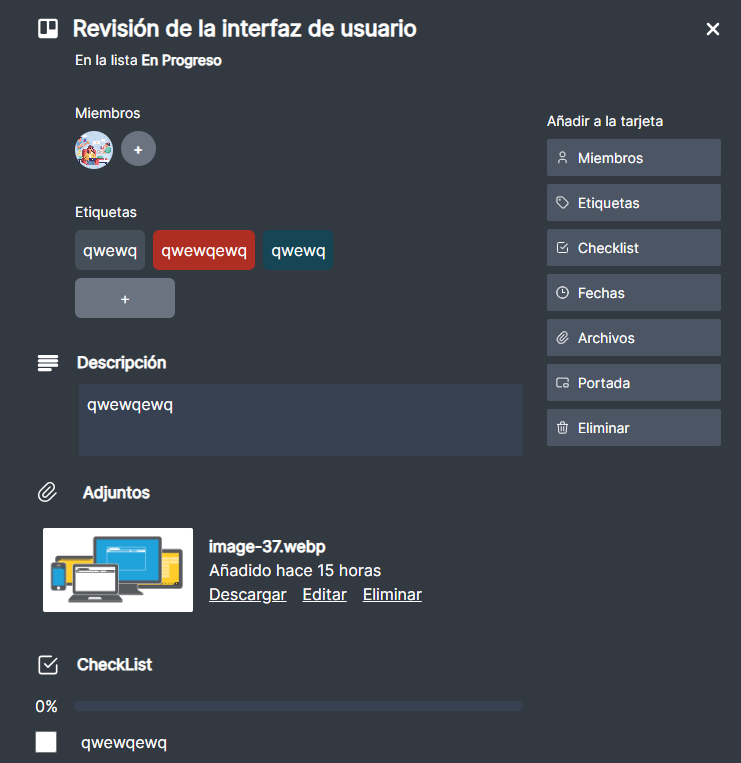 Revisión de la interfaz de usuario
En la lista En Progreso
Miembros
+
Etiquetas
qwewq qwewqewq qwewq
+
Descripción
qwewqewq
Adjuntos
image-37.webp
Añadido hace 15 horas
Descargar Editar Eliminar
CheckList
0%
qwewqewq
Añadir a la tarjeta
Miembros
Etiquetas
Checklist
Fechas
Archivos
Portada
Eliminar